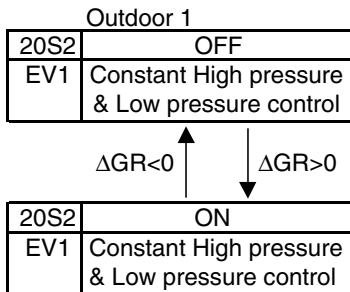 Outdoor 1
20S2 OFF
EV1 Constant High pressure
& Low pressure control
ΔGR<0 ΔGR>0
20S2 ON
EV1 Constant High pressure
& Low pressure control